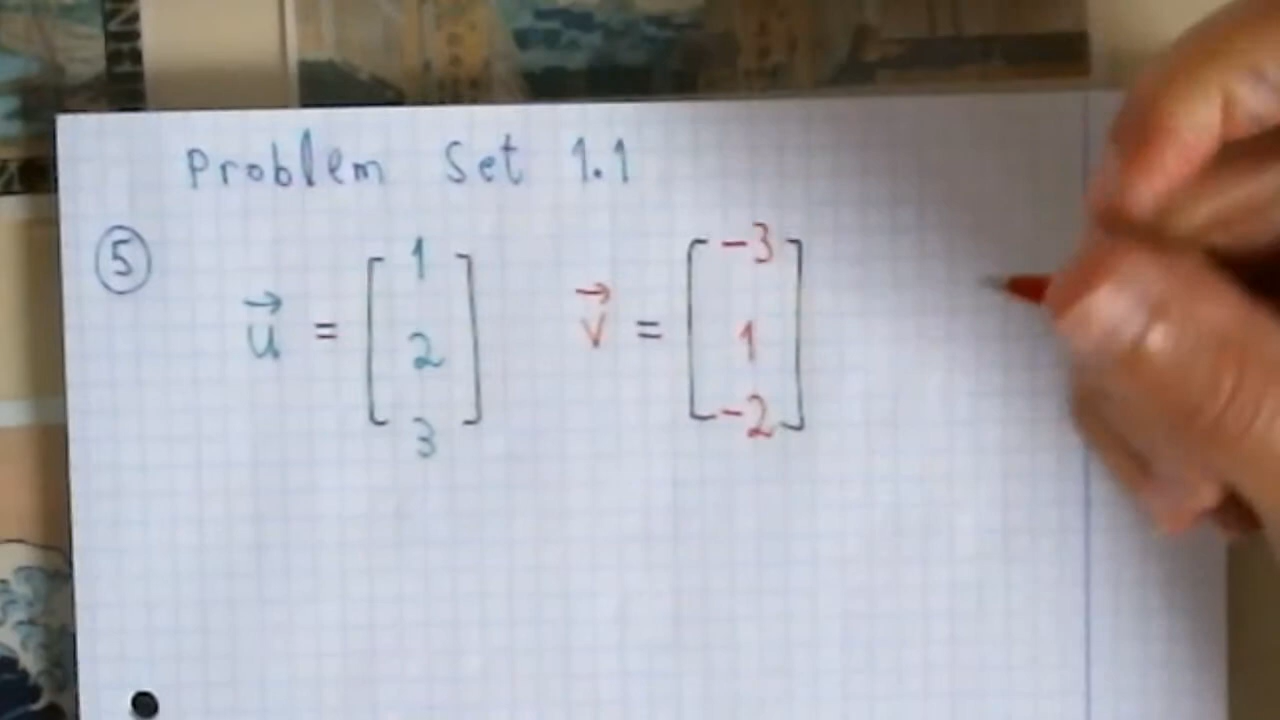 Problem Set 1.1
5
u⃗ = [1 2 3] v⃗ = [-3 1 -2]